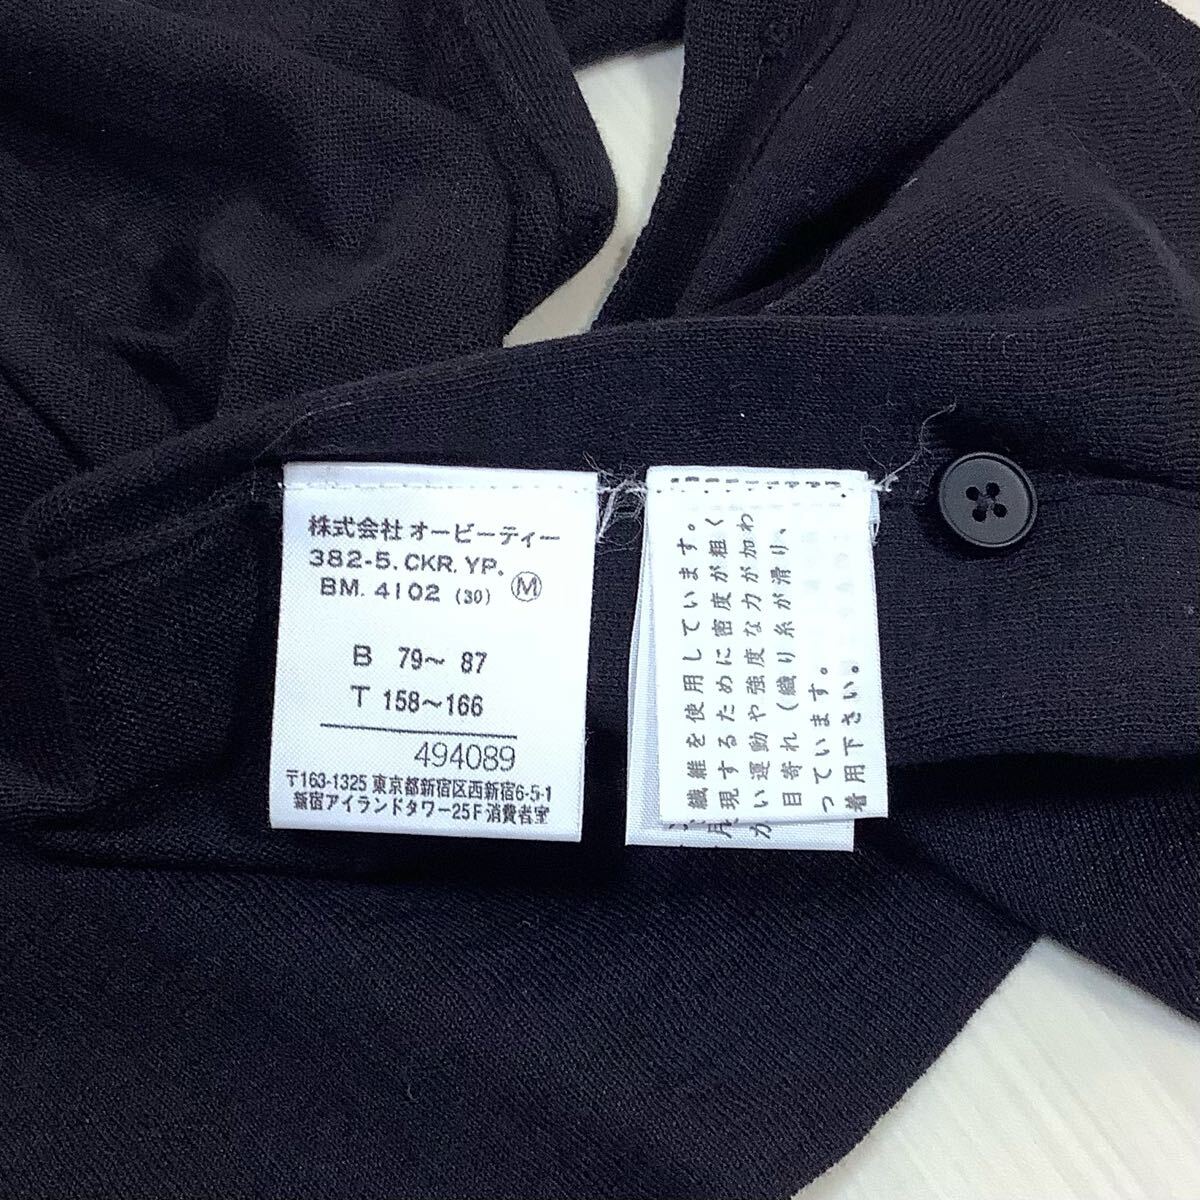 株式会社 オービーティー
382-5. CKR. YP.
BM. 4102 (30) Ⓜ
B 79～ 87
T 158～166
494089
〒163-1325 東京都新宿区西新宿6-5-1
新宿アイランドタワー25F 消費者室
着用下さい。
っています。
目寄れ(織り糸が滑り、
い運動や強度な力が加わ
現するために密度が粗く
繊維を使用しています。